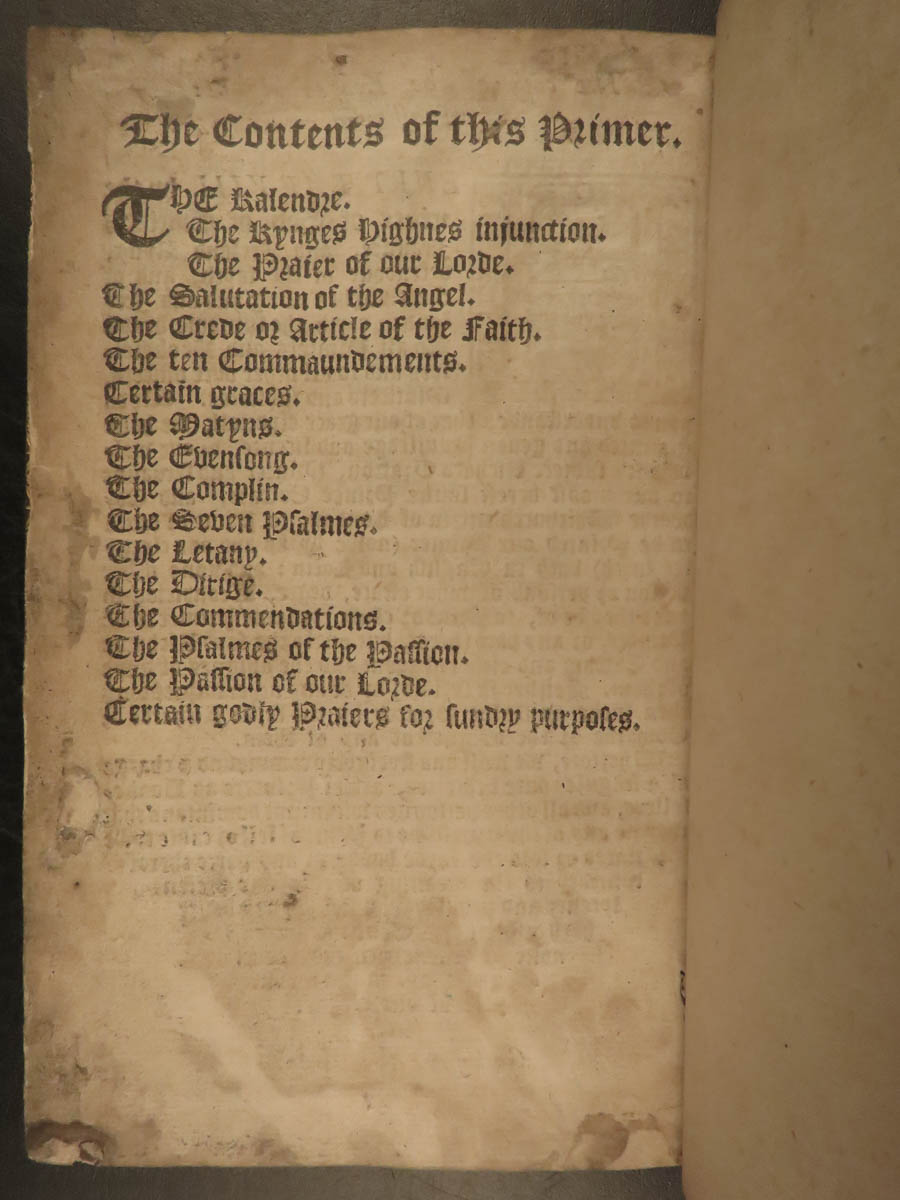 The Contents of this Primer.
THE Kalendre.
The Kynges Highnes injunction.
The Praier of our Lorde.
The Salutation of the Angel.
The Crede or Article of the Faith.
The ten Commaundements.
Certain graces.
The Matyns.
The Evenſong.
The Complin.
The Seven Pſalmes.
The Letany.
The Dirige.
The Commendations.
The Pſalmes of the Paſſion.
The Paſſion of our Lorde.
Certain godly Praiers for ſundry purpoſes.